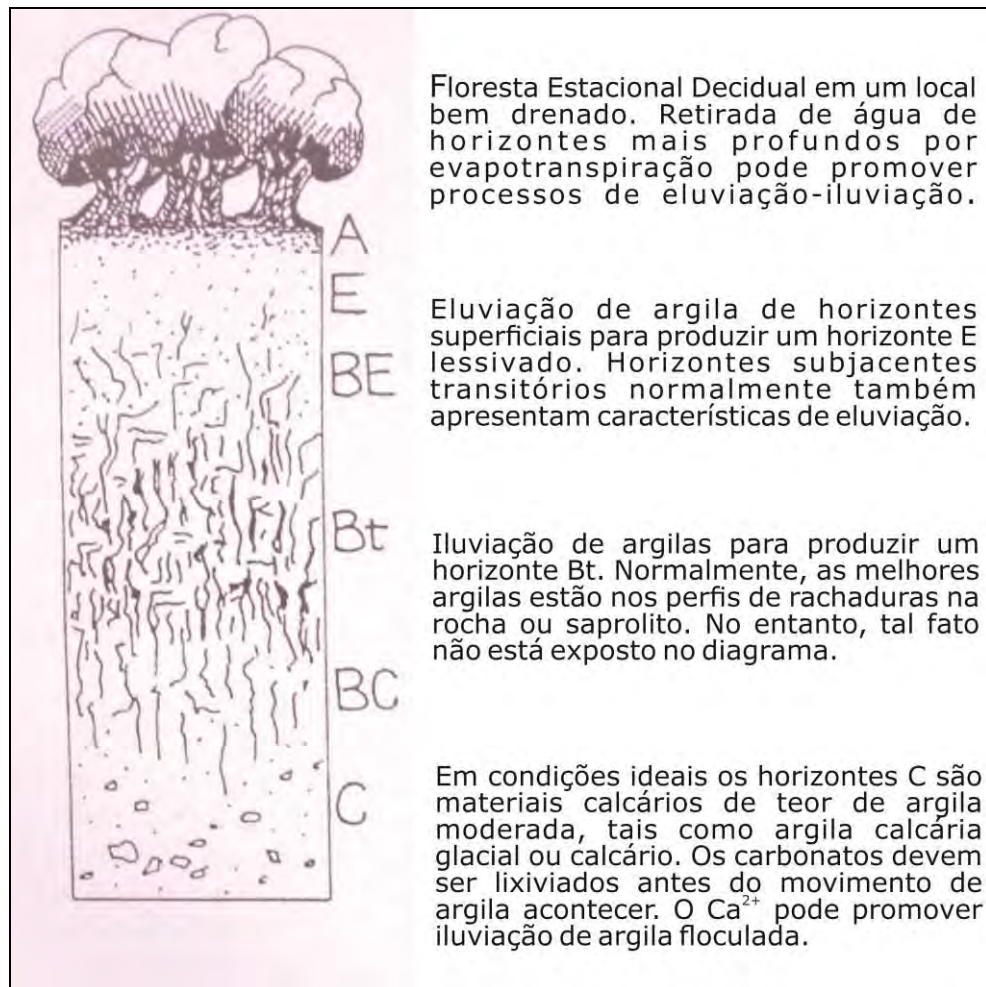 Floresta Estacional Decidual em um local
bem drenado. Retirada de água de
horizontes mais profundos por
evapotranspiração pode promover
processos de eluviação-iluviação.
A
E
Eluviação de argila de horizontes
superficiais para produzir um horizonte E
lessivado. Horizontes subjacentes
transitórios normalmente também
apresentam características de eluviação.
BE
Bt
Iluviação de argilas para produzir um
horizonte Bt. Normalmente, as melhores
argilas estão nos perfis de rachaduras na
rocha ou saprolito. No entanto, tal fato
não está exposto no diagrama.
BC
C
Em condições ideais os horizontes C são
materiais calcários de teor de argila
moderada, tais como argila calcária
glacial ou calcário. Os carbonatos devem
ser lixiviados antes do movimento de
argila acontecer. O Ca²⁺ pode promover
iluviação de argila floculada.